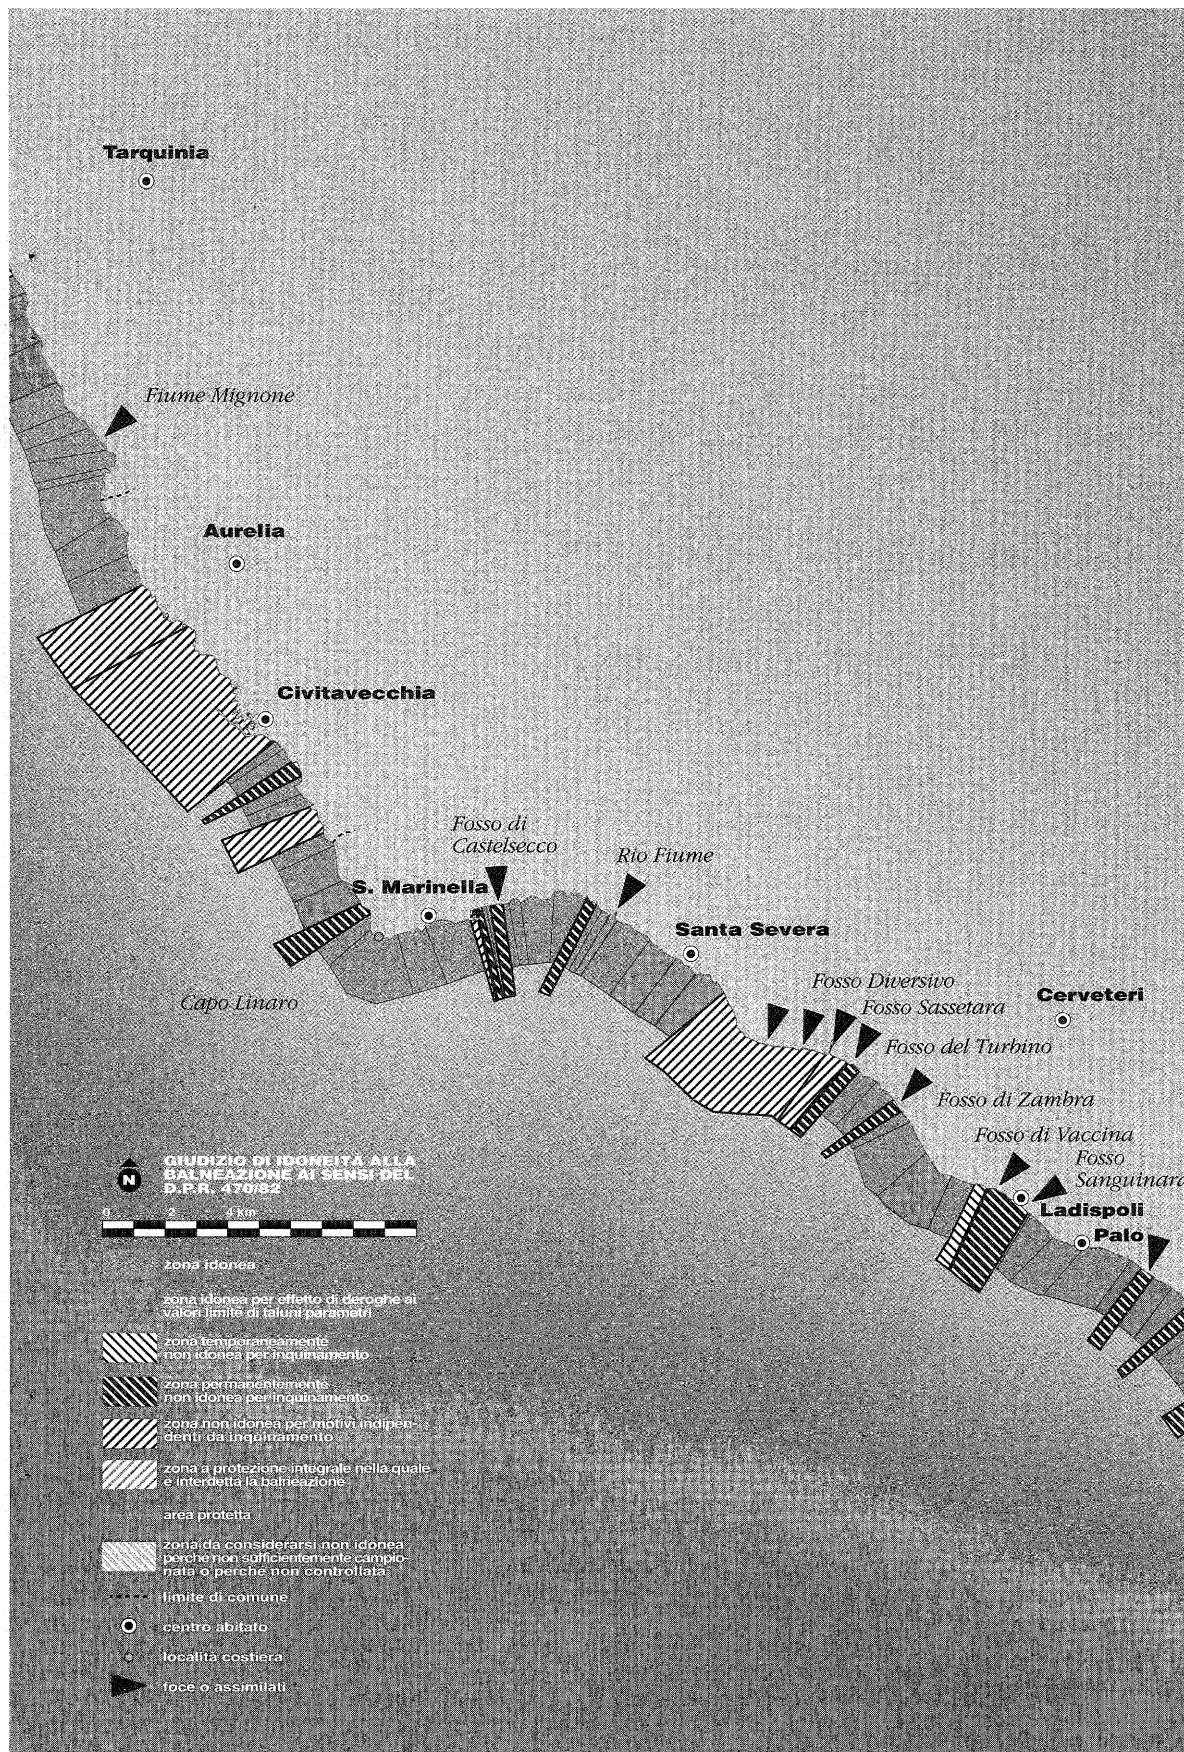 Tarquinia
Fiume Mignone
Aurelia
Civitavecchia
Fosso di
Castelsecco
Rio Fiume
S. Marinella
Santa Severa
Capo Linaro
Fosso Diversivo
Fosso Sassetara
Cerveteri
Fosso del Turbino
Fosso di Zambra
Fosso di Vaccina
Fosso
Sanguinara
Ladispoli
Palo
N
GIUDIZIO DI IDONEITÀ ALLA
BALNEAZIONE AI SENSI DEL
D.P.R. 470/82
0 2 4 km
zona idonea
zona idonea per effetto di deroghe ai
valori limite di taluni parametri
zona temporaneamente
non idonea per inquinamento
zona permanentemente
non idonea per inquinamento
zona non idonea per motivi indipen-
denti da inquinamento
zona a protezione integrale nella quale
è interdetta la balneazione
area protetta
zona da considerarsi non idonea
perchè non sufficientemente campio-
nata o perchè non controllata
limite di comune
centro abitato
località costiera
foce o assimilati